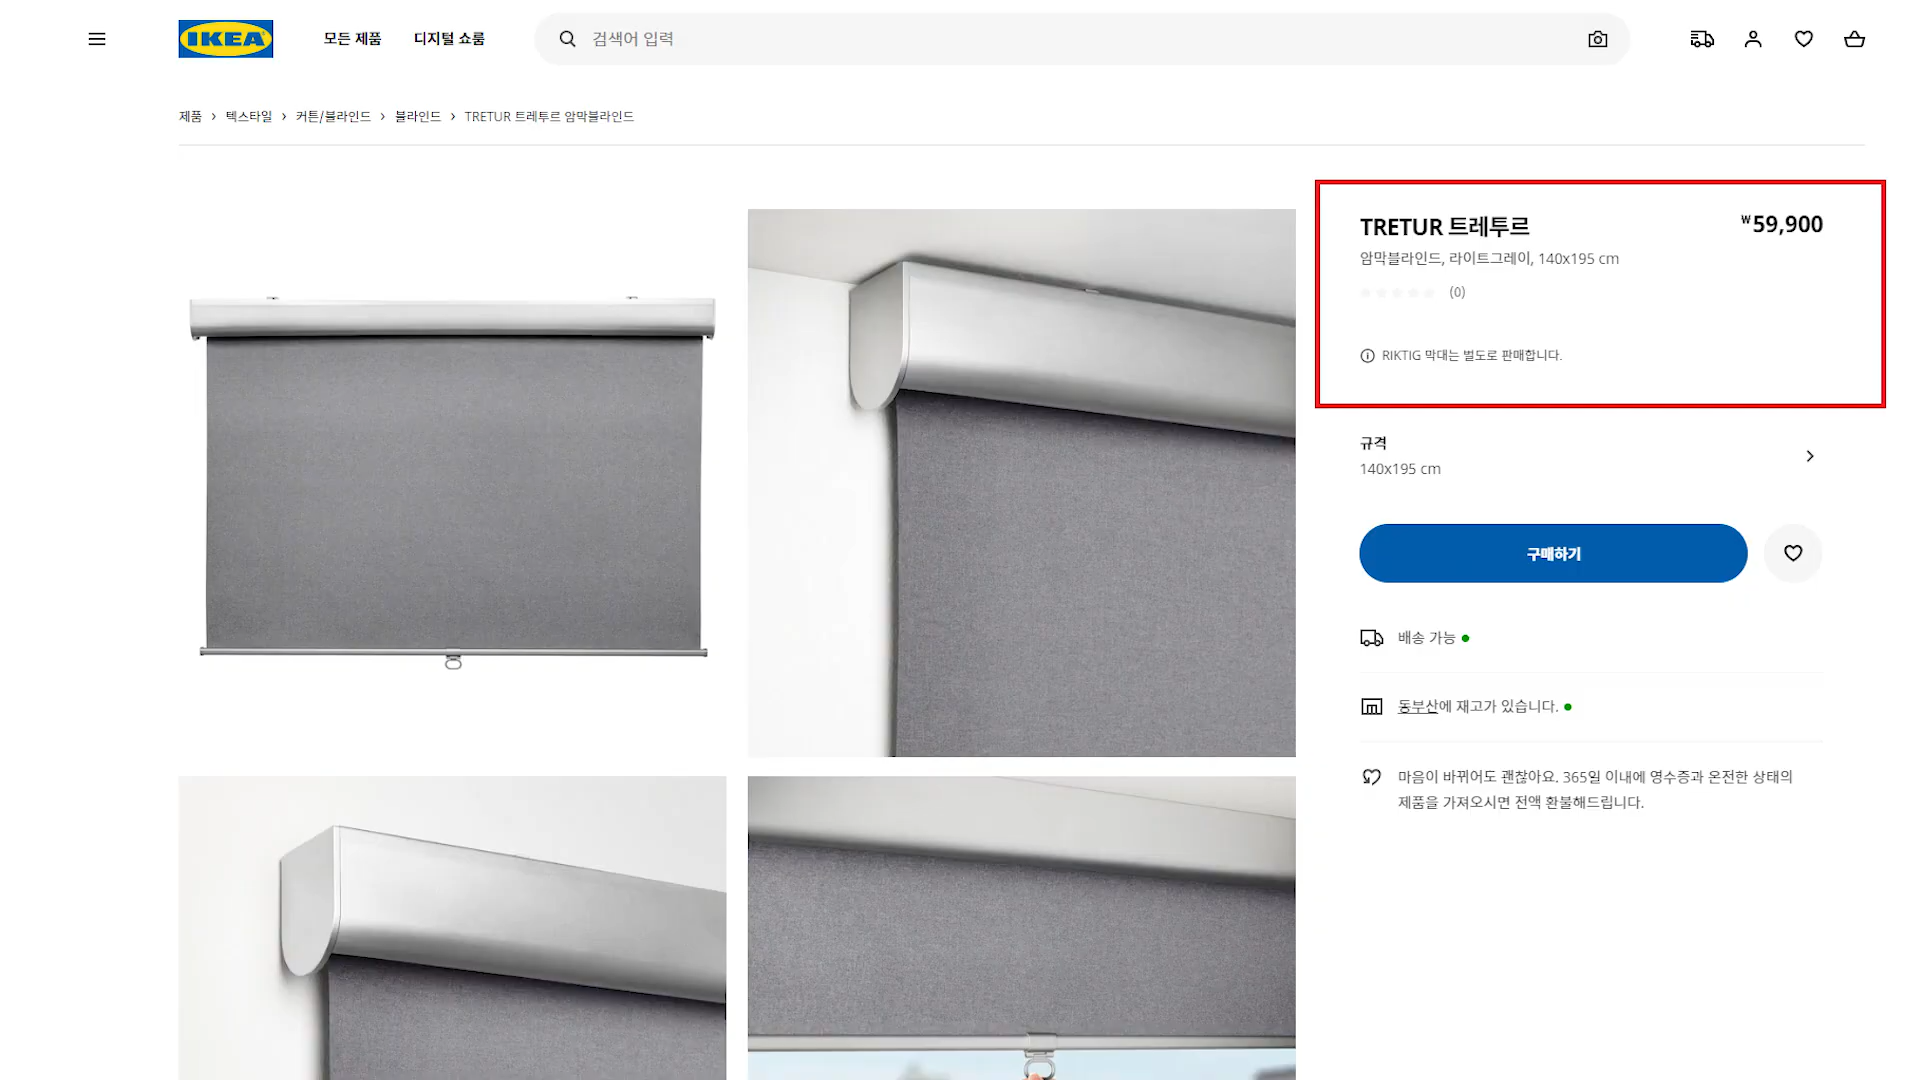 IKEA
모든 제품
디지털 쇼룸
검색어 입력
제품 › 텍스타일 › 커튼/블라인드 › 블라인드 › TRETUR 트레투르 암막블라인드
TRETUR 트레투르
₩59,900
암막블라인드, 라이트그레이, 140x195 cm
(0)
RIKTIG 막대는 별도로 판매합니다.
규격
140x195 cm
구매하기
배송 가능
동부산에 재고가 있습니다.
마음이 바뀌어도 괜찮아요. 365일 이내에 영수증과 온전한 상태의
제품을 가져오시면 전액 환불해드립니다.